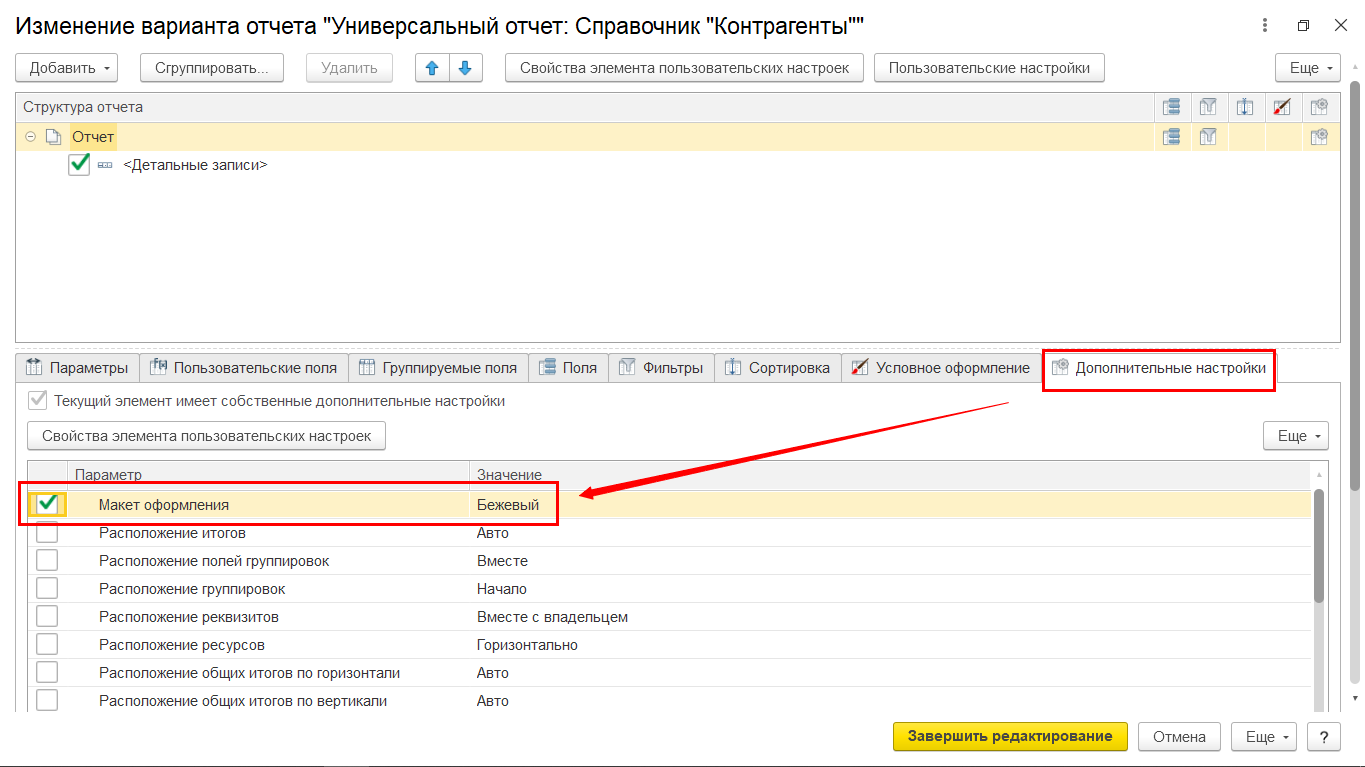 Изменение варианта отчета "Универсальный отчет: Справочник "Контрагенты""
Добавить Сгруппировать... Удалить Свойства элемента пользовательских настроек Пользовательские настройки Еще
Структура отчета
Отчет
<Детальные записи>
Параметры Пользовательские поля Группируемые поля Поля Фильтры Сортировка Условное оформление Дополнительные настройки
Текущий элемент имеет собственные дополнительные настройки
Свойства элемента пользовательских настроек Еще
Параметр Значение
Макет оформления Бежевый
Расположение итогов Авто
Расположение полей группировок Вместе
Расположение группировок Начало
Расположение реквизитов Вместе с владельцем
Расположение ресурсов Горизонтально
Расположение общих итогов по горизонтали Авто
Расположение общих итогов по вертикали Авто
Завершить редактирование Отмена Еще ?